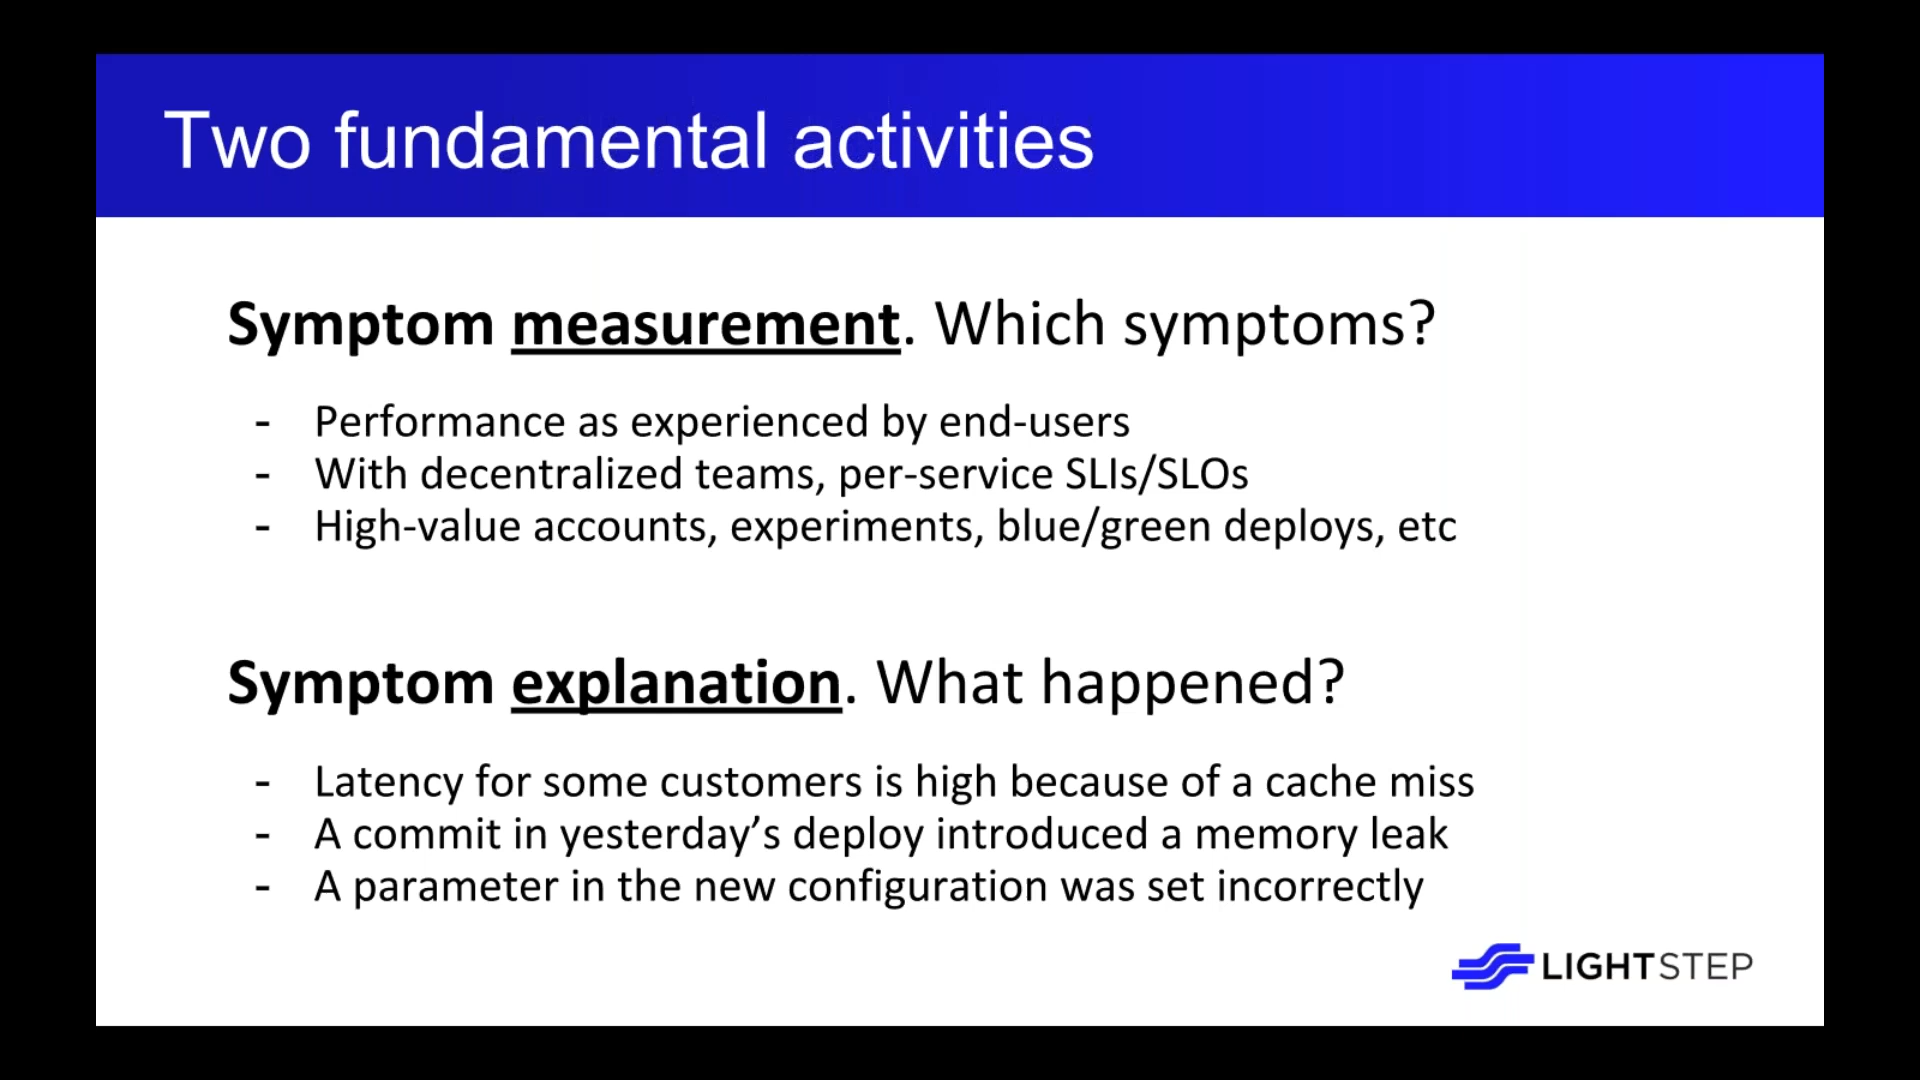 Two fundamental activities
Symptom measurement. Which symptoms?
- Performance as experienced by end-users
- With decentralized teams, per-service SLIs/SLOs
- High-value accounts, experiments, blue/green deploys, etc
Symptom explanation. What happened?
- Latency for some customers is high because of a cache miss
- A commit in yesterday’s deploy introduced a memory leak
- A parameter in the new configuration was set incorrectly
LIGHTSTEP